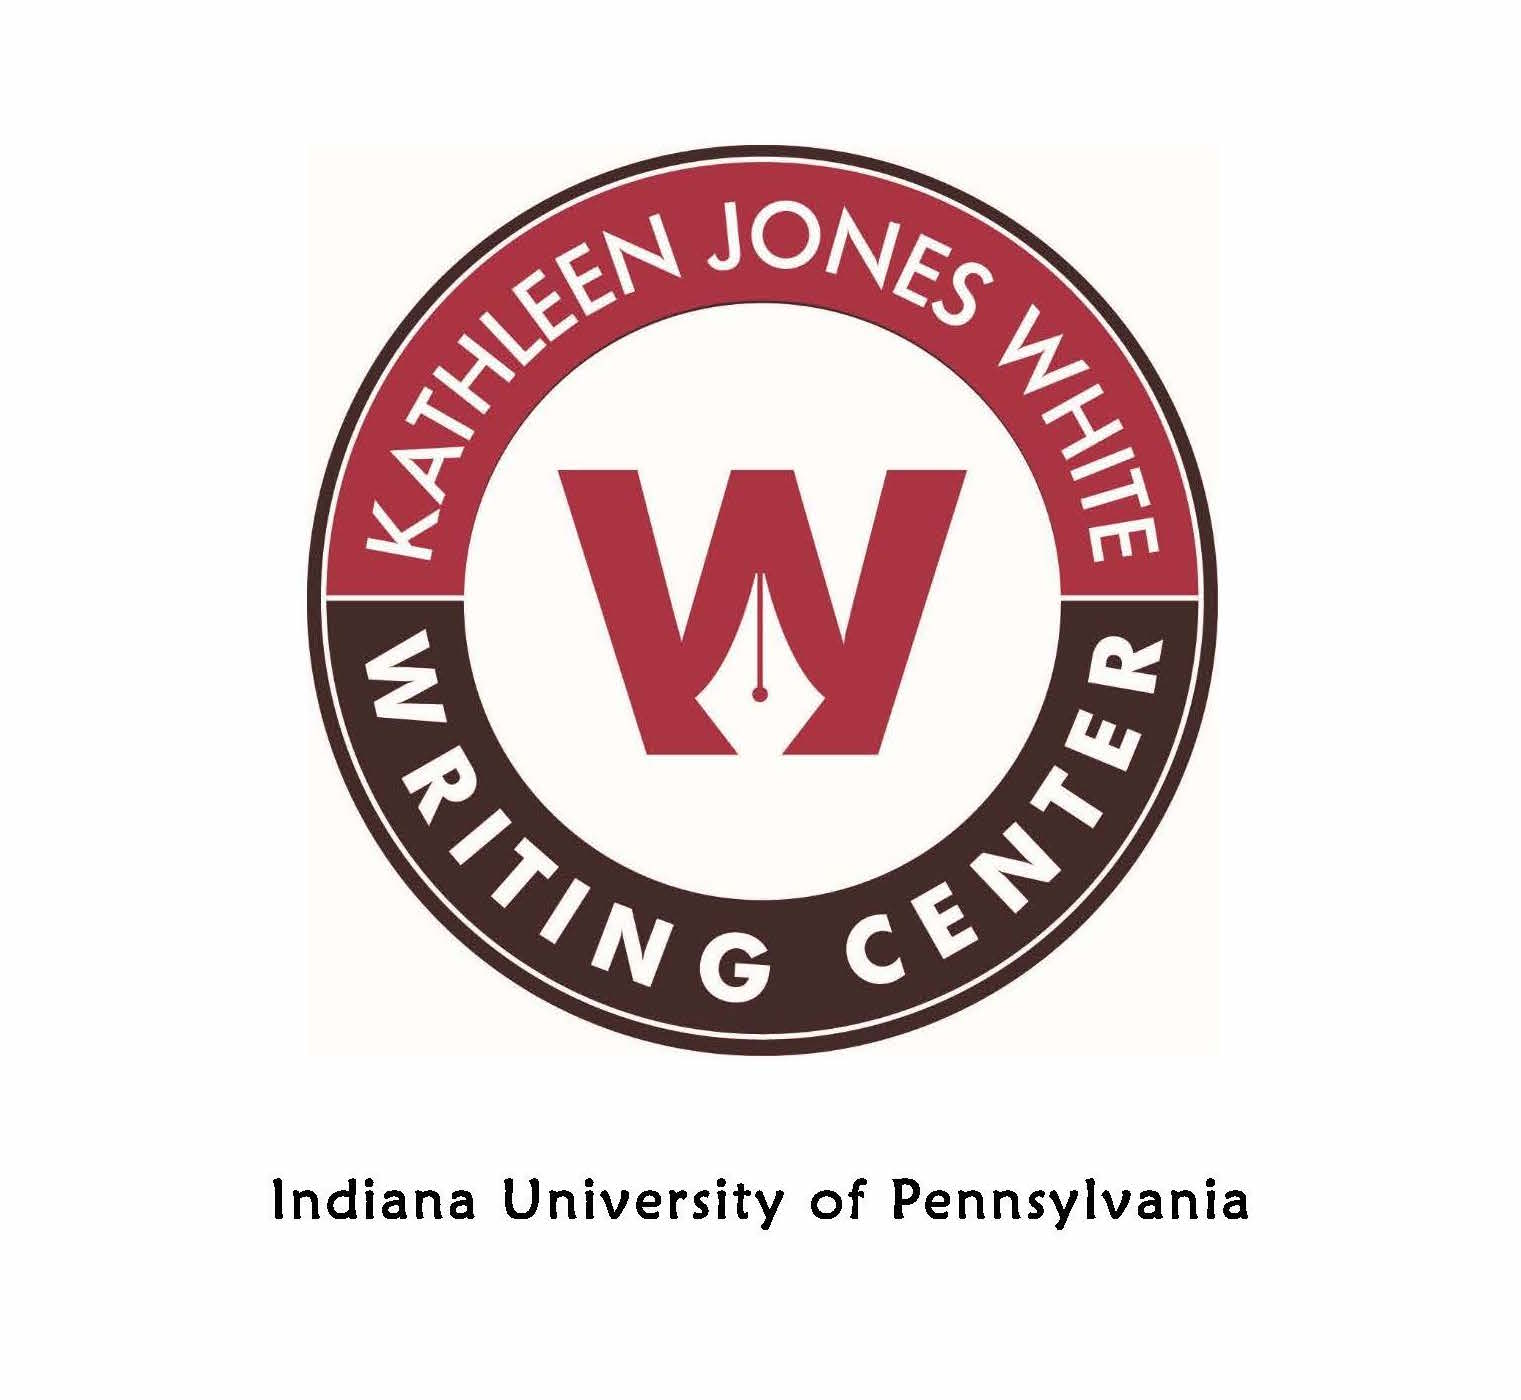 KATHLEEN JONES WHITE
W
WRITING CENTER
Indiana University of Pennsylvania